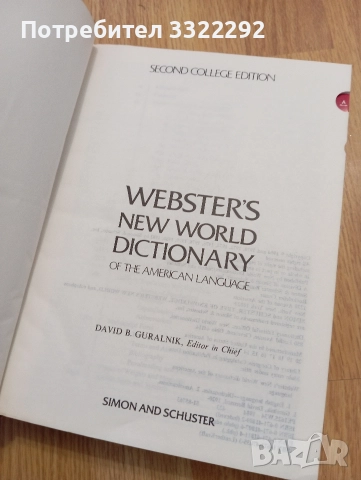 Потребител 3322292
SECOND COLLEGE EDITION
A
WEBSTER'S
NEW WORLD
DICTIONARY
OF THE AMERICAN LANGUAGE
DAVID B. GURALNIK, Editor in Chief
SIMON AND SCHUSTER
BAZAR